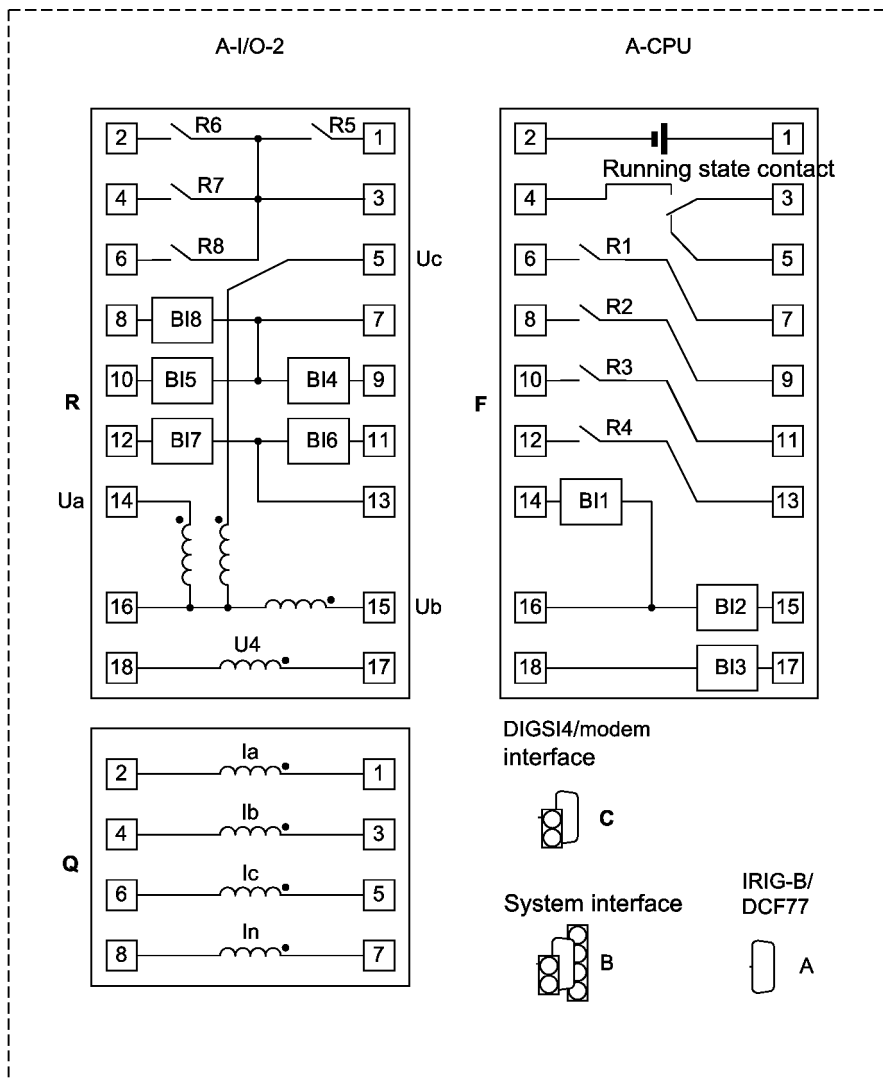 A-I/O-2
A-CPU
2 R6 R5 1
4 R7 3
6 R8 5 Uc
8 BI8 7
10 BI5 BI4 9
R
12 BI7 BI6 11
Ua 14 13
16 15 Ub
U4
18 17
2 1
Running state contact
4 3
6 R1 5
8 R2 7
10 R3 9
F
12 R4 11
14 BI1 13
16 BI2 15
18 BI3 17
Ia
2 1
Ib
4 3
Q
Ic
6 5
In
8 7
DIGSI4/modem
interface
C
System interface
B
IRIG-B/
DCF77
A